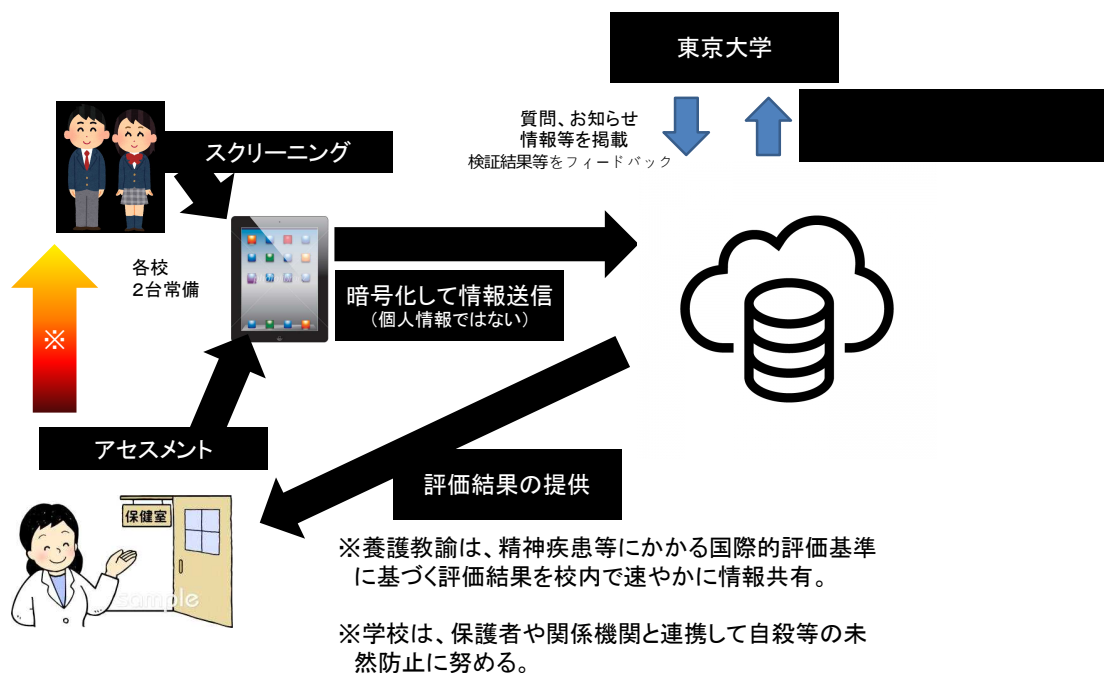 東京大学
質問、お知らせ
情報等を掲載
検証結果等をフィードバック
スクリーニング
各校
2台常備
暗号化して情報送信
（個人情報ではない）
※
アセスメント
評価結果の提供
保健室
sample
※養護教諭は、精神疾患等にかかる国際的評価基準
に基づく評価結果を校内で速やかに情報共有。
※学校は、保護者や関係機関と連携して自殺等の未
然防止に努める。